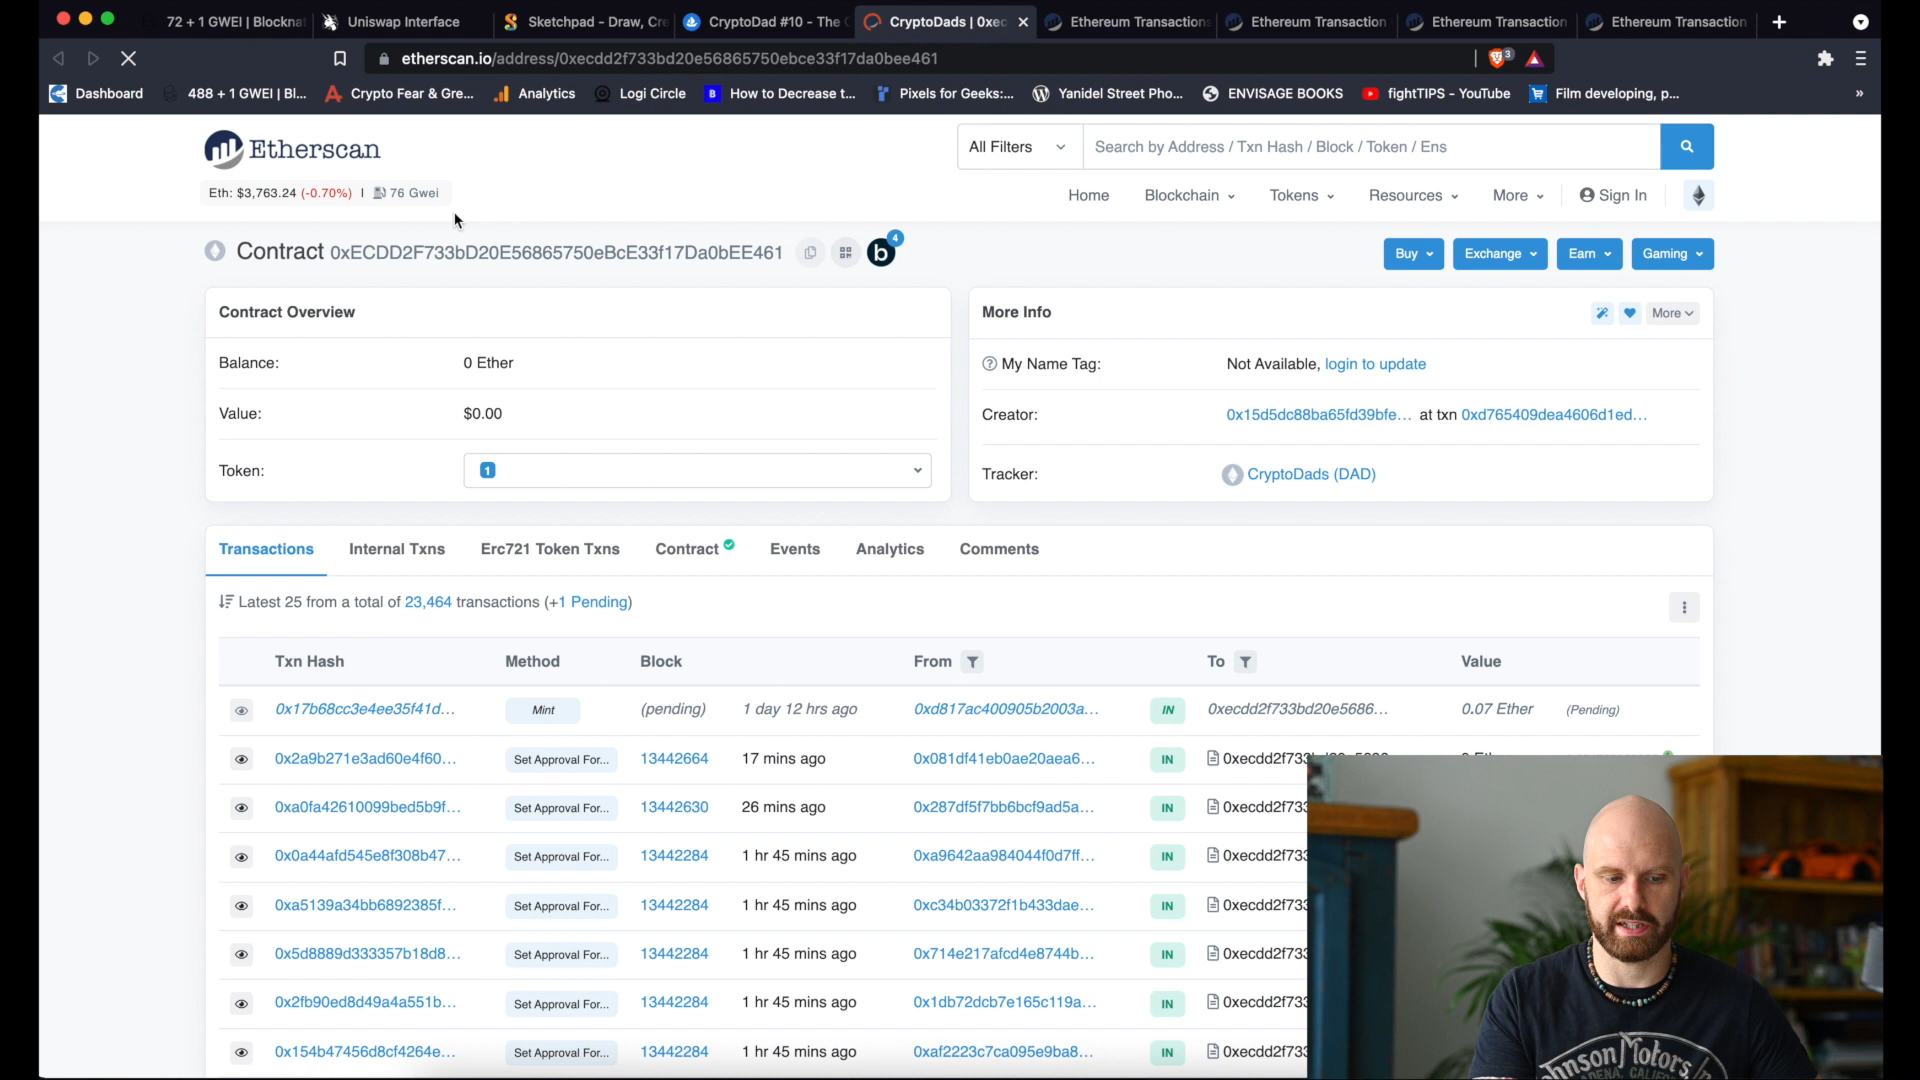 72 + 1 GWEI | Blocknat
Uniswap Interface
Sketchpad - Draw, Cre
CryptoDad #10 - The C
CryptoDads | 0xec
Ethereum Transactions
Ethereum Transaction
Ethereum Transaction
Ethereum Transaction
etherscan.io/address/0xecdd2f733bd20e56865750ebce33f17da0bee461
3
Dashboard
488 + 1 GWEI | Bl...
Crypto Fear & Gre...
Analytics
Logi Circle
B How to Decrease t...
Pixels for Geeks:...
Yanidel Street Pho...
ENVISAGE BOOKS
fightTIPS - YouTube
Film developing, p...
»
Etherscan
All Filters
Search by Address / Txn Hash / Block / Token / Ens
Eth: $3,763.24 (-0.70%) | 76 Gwei
Home
Blockchain
Tokens
Resources
More
Sign In
Contract 0xECDD2F733bD20E56865750eBcE33f17Da0bEE461
b 4
Buy
Exchange
Earn
Gaming
Contract Overview
Balance: 0 Ether
Value: $0.00
Token: 1
More Info
More
My Name Tag: Not Available, login to update
Creator: 0x15d5dc88ba65fd39bfe... at txn 0xd765409dea4606d1ed...
Tracker: CryptoDads (DAD)
Transactions
Internal Txns
Erc721 Token Txns
Contract
Events
Analytics
Comments
Latest 25 from a total of 23,464 transactions (+1 Pending)
Txn Hash Method Block From To Value
0x17b68cc3e4ee35f41d... Mint (pending) 1 day 12 hrs ago 0xd817ac400905b2003a... IN 0xecdd2f733bd20e5686... 0.07 Ether (Pending)
0x2a9b271e3ad60e4f60... Set Approval For... 13442664 17 mins ago 0x081df41eb0ae20aea6... IN
0xa0fa42610099bed5b9f... Set Approval For... 13442630 26 mins ago 0x287df5f7bb6bcf9ad5a... IN 0xecdd2f733
0x0a44afd545e8f308b47... Set Approval For... 13442284 1 hr 45 mins ago 0xa9642aa984044f0d7ff... IN 0xecdd2f733
0xa5139a34bb6892385f... Set Approval For... 13442284 1 hr 45 mins ago 0xc34b03372f1b433dae... IN 0xecdd2f733
0x5d8889d333357b18d8... Set Approval For... 13442284 1 hr 45 mins ago 0x714e217afcd4e8744b... IN 0xecdd2f733
0x2fb90ed8d49a4a551b... Set Approval For... 13442284 1 hr 45 mins ago 0x1db72dcb7e165c119a... IN 0xecdd2f733
0x154b47456d8cf4264e... Set Approval For... 13442284 1 hr 45 mins ago 0xaf2223c7ca095e9ba8... IN 0xecdd2f733
Johnson Motors